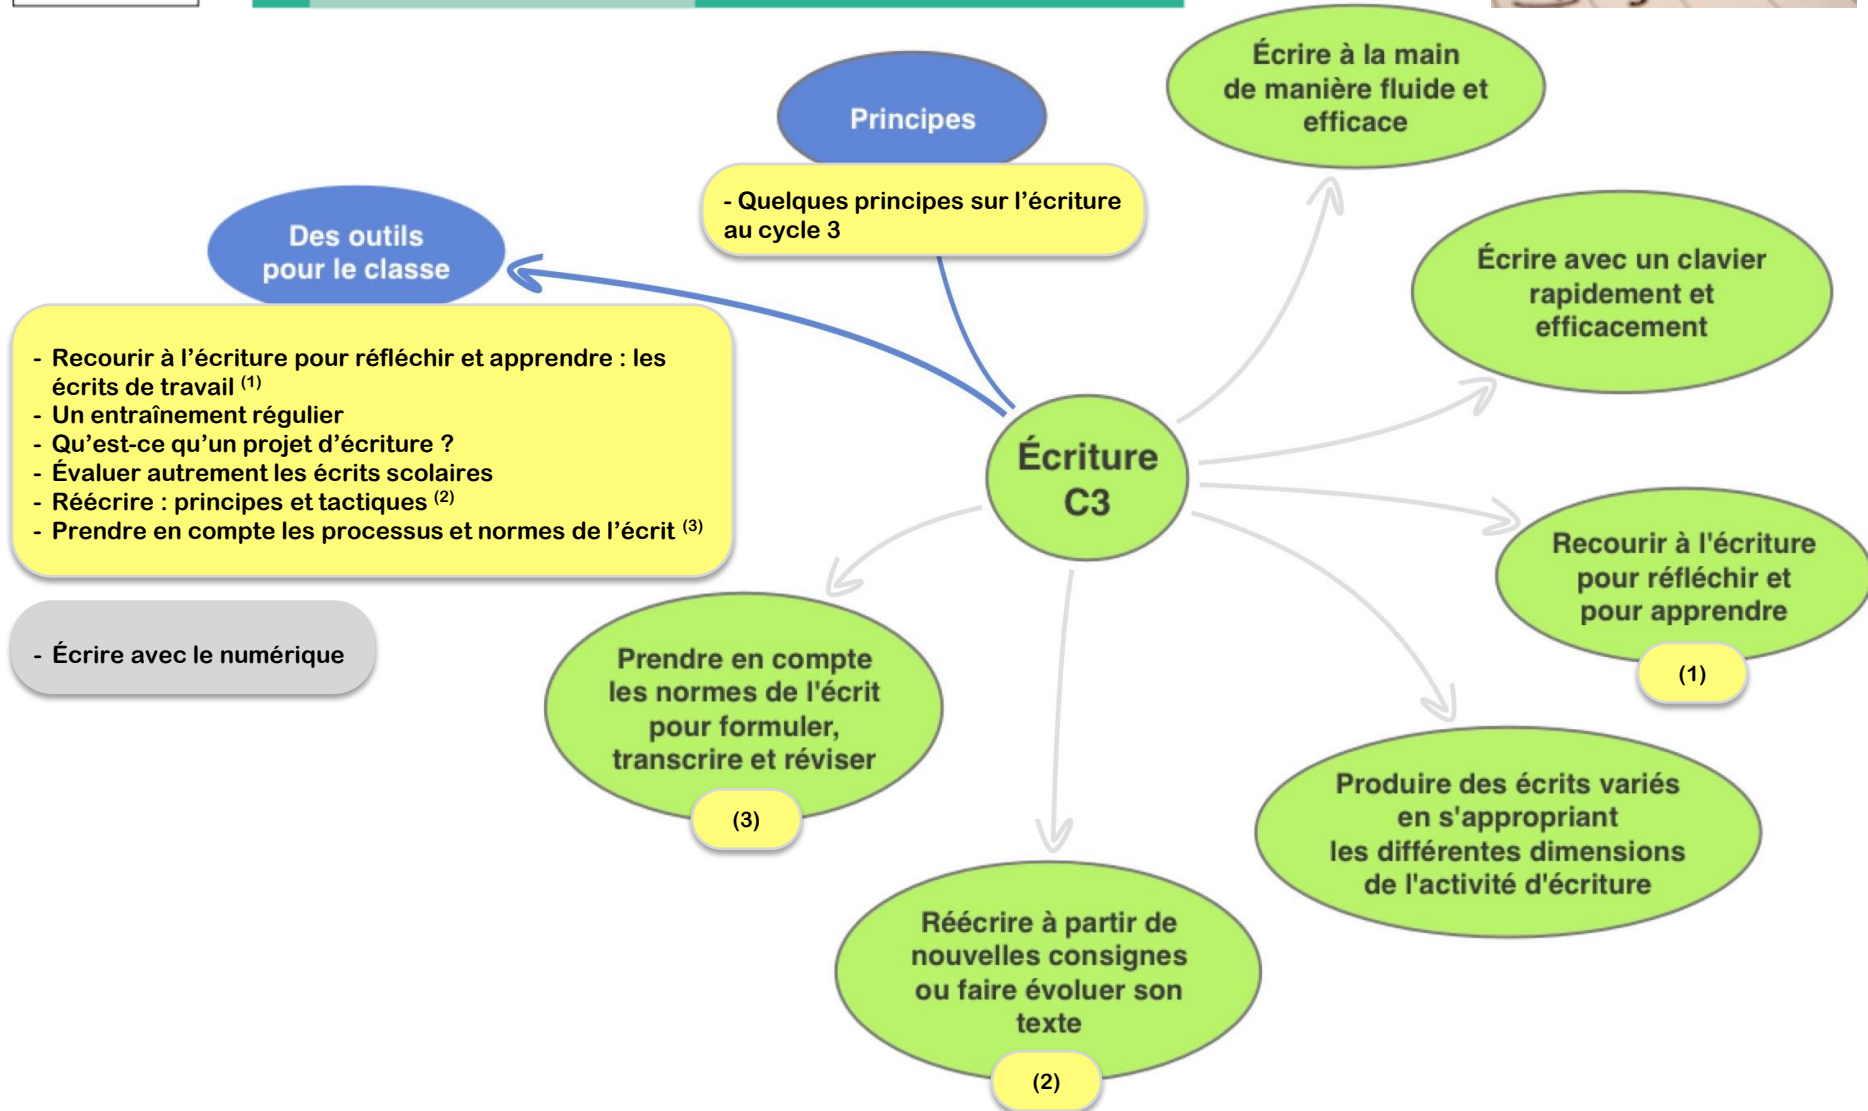 Principes
- Quelques principes sur l’écriture
au cycle 3
Des outils
pour le classe
- Recourir à l’écriture pour réfléchir et apprendre : les
écrits de travail (1)
- Un entraînement régulier
- Qu’est-ce qu’un projet d’écriture ?
- Évaluer autrement les écrits scolaires
- Réécrire : principes et tactiques (2)
- Prendre en compte les processus et normes de l’écrit (3)
- Écrire avec le numérique
Écriture
C3
Écrire à la main
de manière fluide et
efficace
Écrire avec un clavier
rapidement et
efficacement
Recourir à l'écriture
pour réfléchir et
pour apprendre
(1)
Produire des écrits variés
en s'appropriant
les différentes dimensions
de l'activité d'écriture
Réécrire à partir de
nouvelles consignes
ou faire évoluer son
texte
(2)
Prendre en compte
les normes de l'écrit
pour formuler,
transcrire et réviser
(3)